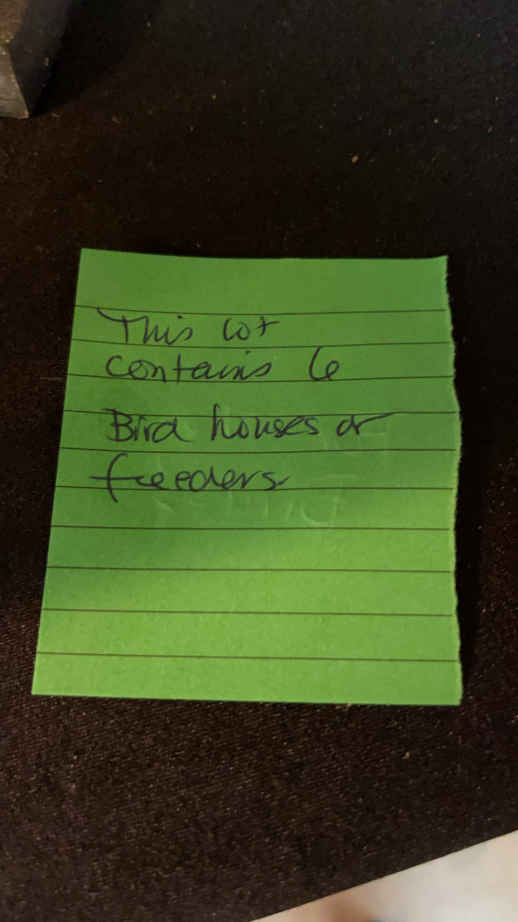 This lot
contains 6
Bird houses or
feeders